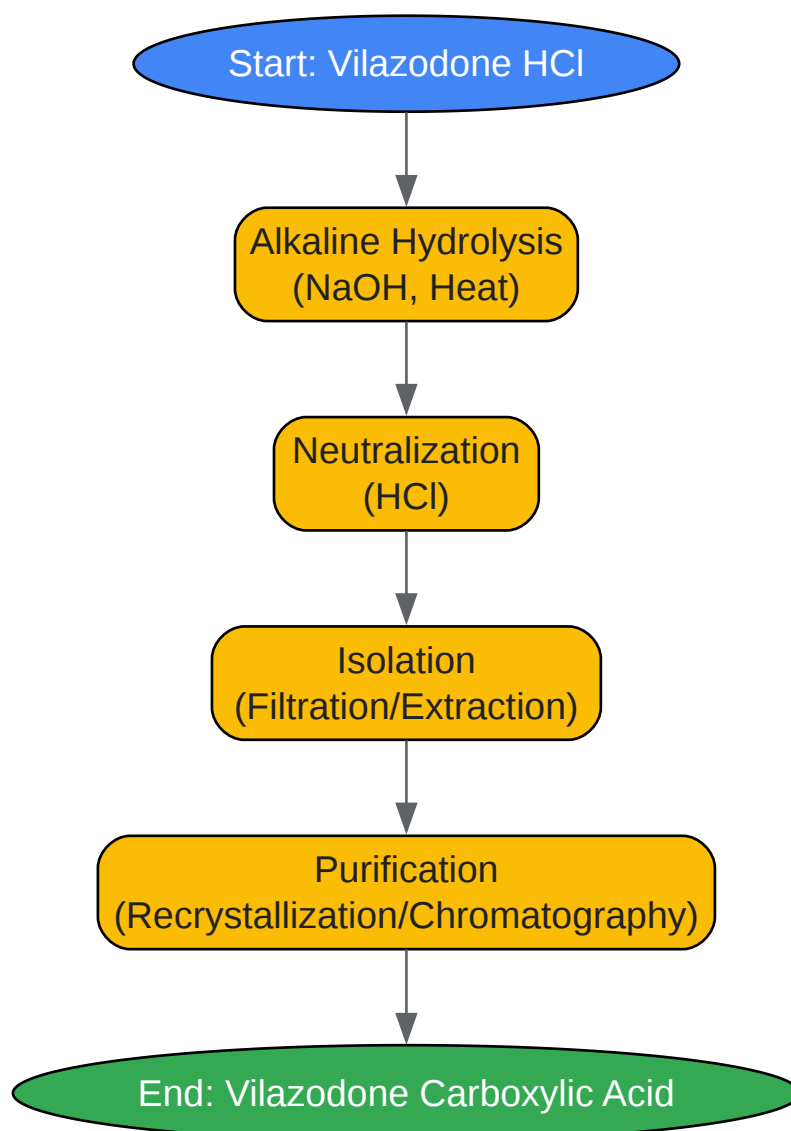 Start: Vilazodone HCl
Alkaline Hydrolysis
(NaOH, Heat)
Neutralization
(HCl)
Isolation
(Filtration/Extraction)
Purification
(Recrystallization/Chromatography)
End: Vilazodone Carboxylic Acid